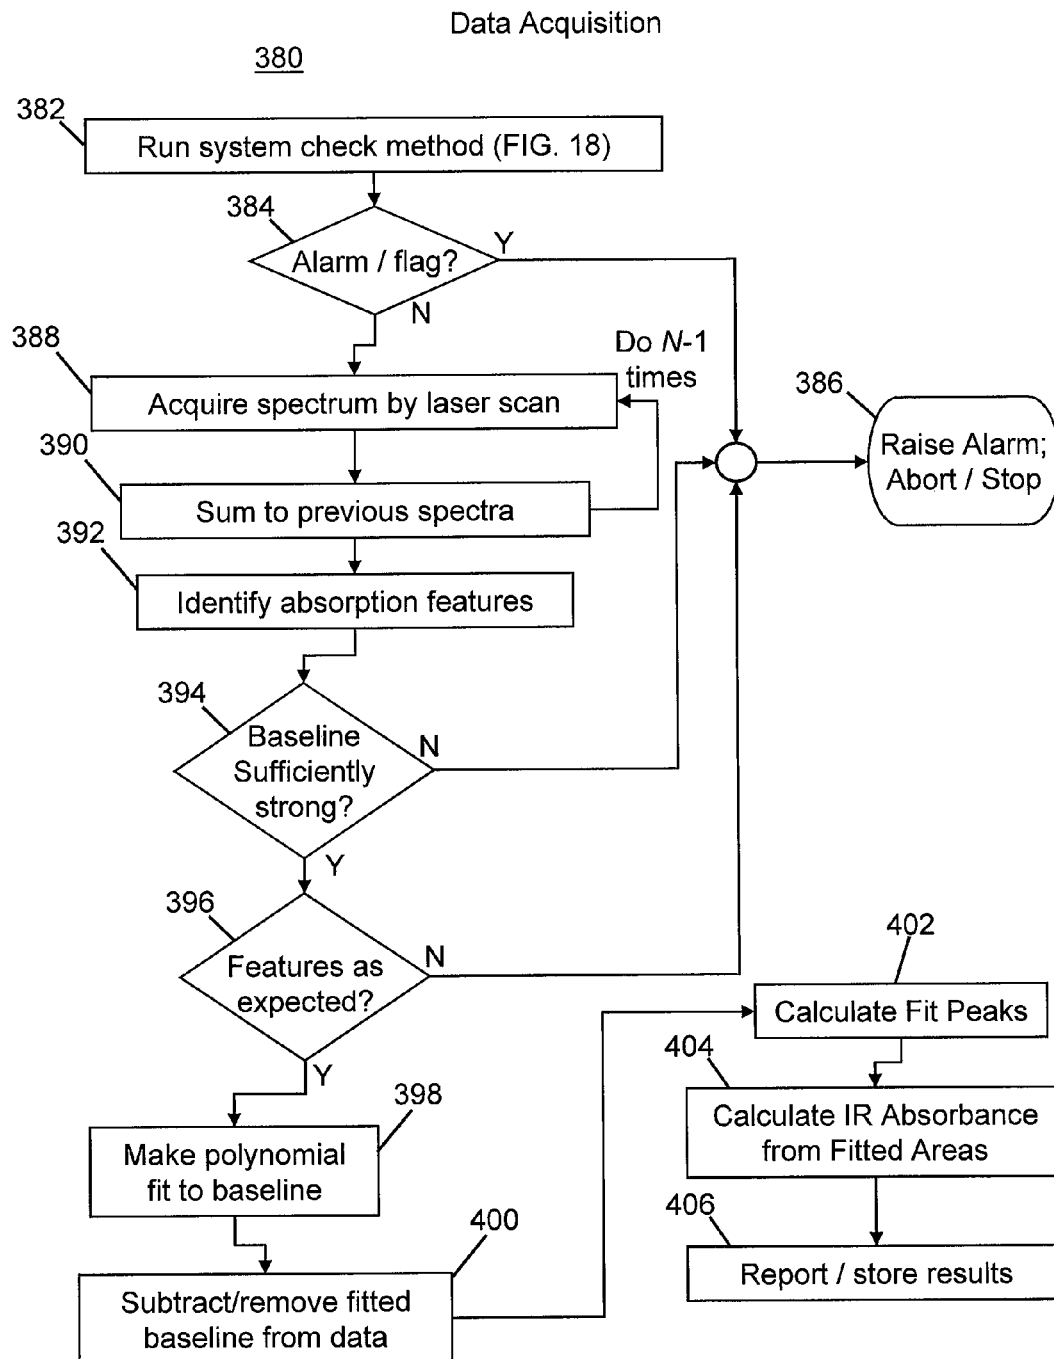 Data Acquisition
380
382
Run system check method (FIG. 18)
384
Alarm / flag?
Y
N
388
Do N-1
times
Acquire spectrum by laser scan
386
Raise Alarm;
Abort / Stop
390
Sum to previous spectra
392
Identify absorption features
394
Baseline
Sufficiently
strong?
N
Y
396
Features as
expected?
N
Y
398
Make polynomial
fit to baseline
400
Subtract/remove fitted
baseline from data
402
Calculate Fit Peaks
404
Calculate IR Absorbance
from Fitted Areas
406
Report / store results